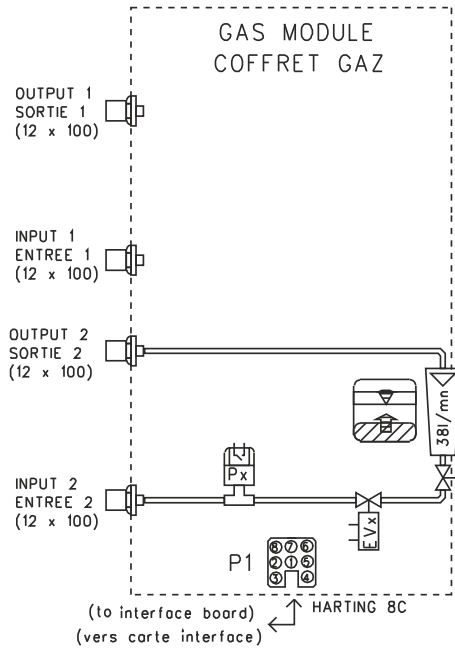 GAS MODULE
COFFRET GAZ
OUTPUT 1
SORTIE 1
(12 x 100)
INPUT 1
ENTREE 1
(12 x 100)
OUTPUT 2
SORTIE 2
(12 x 100)
38l/mn
INPUT 2
ENTREE 2
(12 x 100)
Px
EVx
P1
8 7 6
2 1 5
3 4
HARTING 8C
(to interface board)
(vers carte interface)